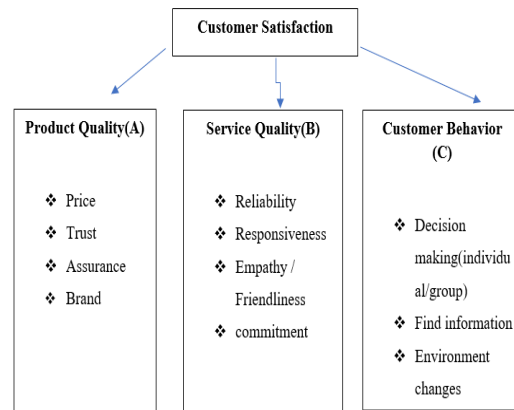 Customer Satisfaction
Product Quality(A)
❖ Price
❖ Trust
❖ Assurance
❖ Brand
Service Quality(B)
❖ Reliability
❖ Responsiveness
❖ Empathy /
Friendliness
❖ commitment
Customer Behavior
(C)
❖ Decision
making(individu
al/group)
❖ Find information
❖ Environment
changes